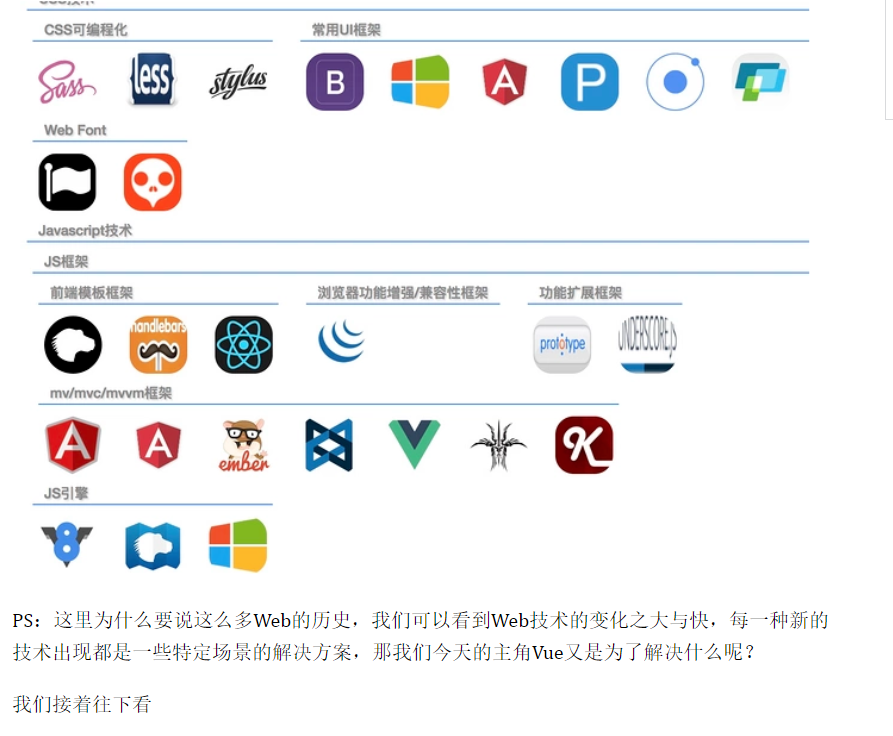 CSS技术
CSS可编程化 常用UI框架
Sass less stylus B A P
Web Font
Javascript技术
JS框架
前端模板框架 浏览器功能增强/兼容性框架 功能扩展框架
handlebars prototype UNDERSCORE.js
mv/mvc/mvvm框架
A A ember K
JS引擎
8
PS：这里为什么要说这么多Web的历史，我们可以看到Web技术的变化之大与快，每一种新的
技术出现都是一些特定场景的解决方案，那我们今天的主角Vue又是为了解决什么呢？
我们接着往下看